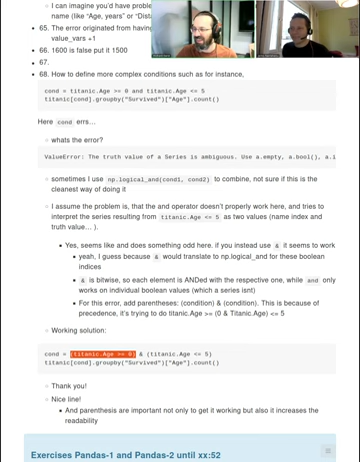 I can imagine you'd have proble
name (like "Age, years" or "Dist
65. The error originated from having
value_vars +1
66. 1600 is false put it 1500
67.
68. How to define more complex conditions such as for instance,
cond = titanic.Age >= 0 and titanic.Age <= 5
titanic[cond].groupby("Survived")["Age"].count()
Here cond errs...
whats the error?
ValueError: The truth value of a Series is ambiguous. Use a.empty, a.bool(), a.i
sometimes I use np.logical_and(cond1, cond2) to combine, not sure if this is the
cleanest way of doing it
I assume the problem is, that the and operator doesn't properly work here, and tries to
interpret the series resulting from titanic.Age <= 5 as two values (name index and
truth value... ).
Yes, seems like and does something odd here. if you instead use & it seems to work
yeah, I guess because & would translate to np.logical_and for these boolean
indices
& is bitwise, so each element is ANDed with the respective one, while and only
works on individual boolean values (which a series isnt)
For this error, add parentheses: (condition) & (condition). This is because of
precedence, it's trying to do titanic.Age >= (0 & Titanic.Age) <= 5
Working solution:
cond = (titanic.Age >= 0) & (titanic.Age <= 5)
titanic[cond].groupby("Survived")["Age"].count()
Thank you!
Nice line!
And parenthesis are important not only to get it working but also it increases the
readability
Exercises Pandas-1 and Pandas-2 until xx:52